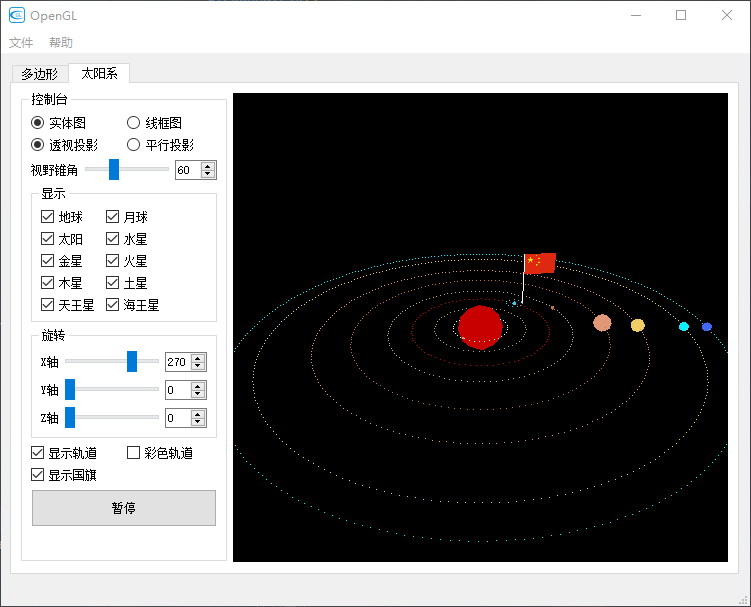 OpenGL
文件 帮助
多边形 太阳系
控制台
实体图 线框图
透视投影 平行投影
视野锥角 60
显示
地球 月球
太阳 水星
金星 火星
木星 土星
天王星 海王星
旋转
X轴 270
Y轴 0
Z轴 0
显示轨道 彩色轨道
显示国旗
暂停